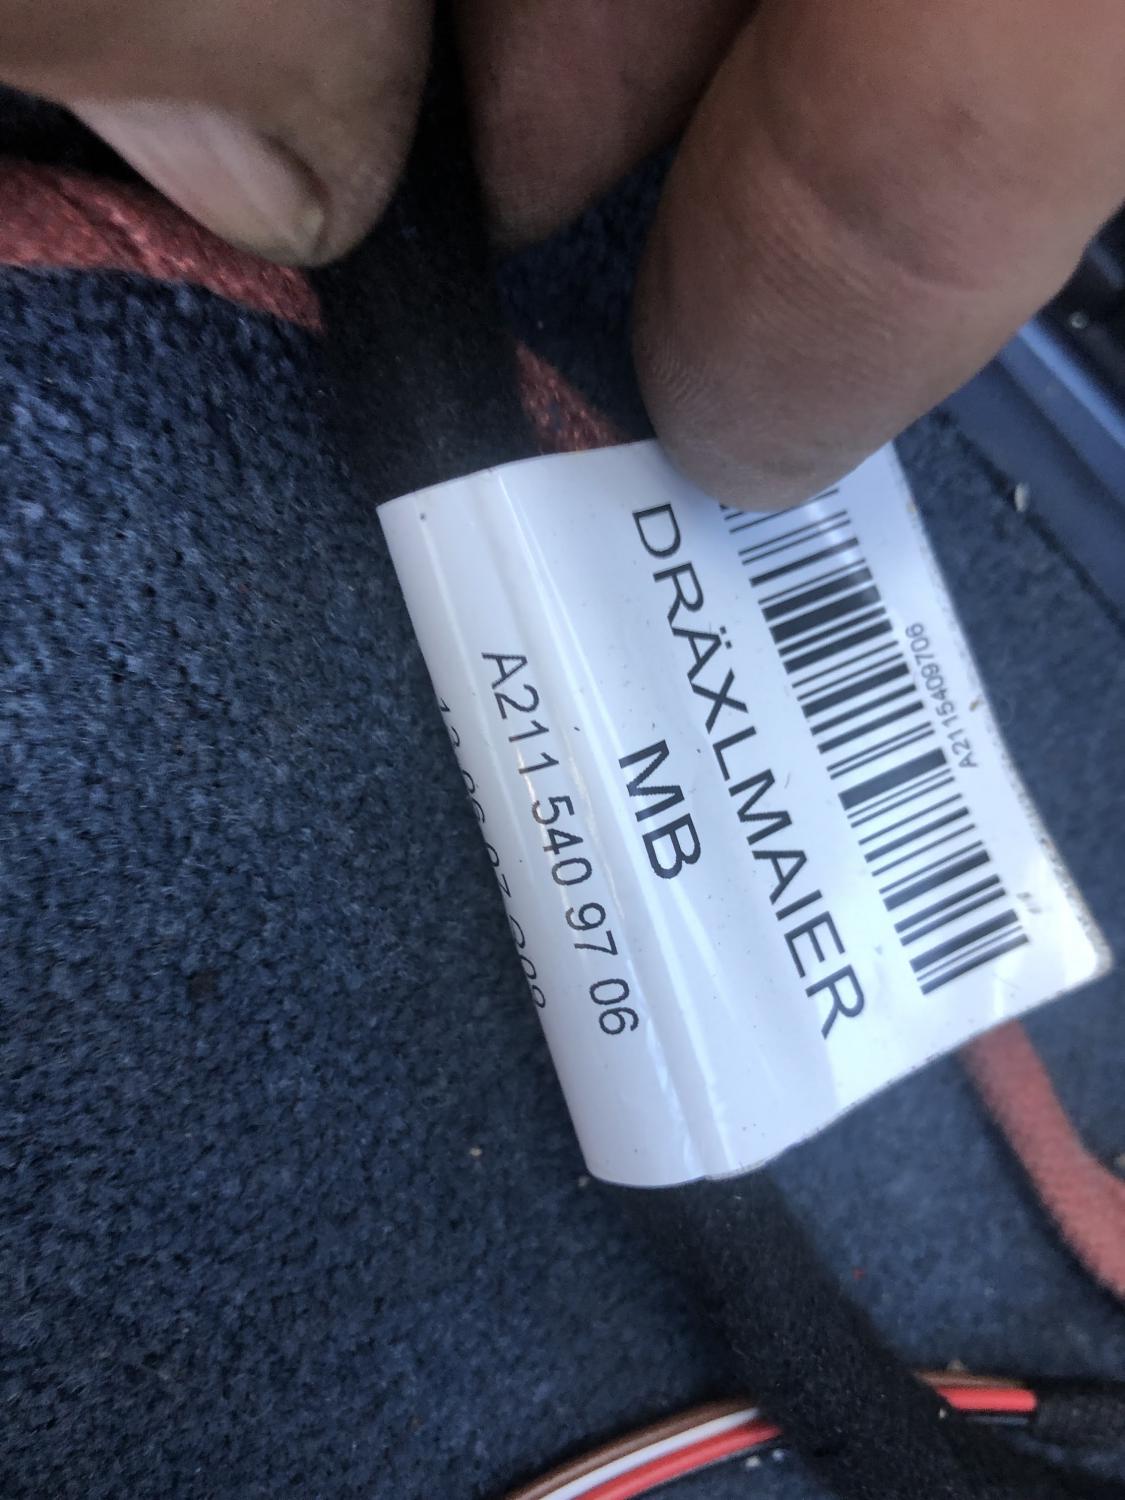 A2115409706
DRÄXLMAIER
MB
A211 540 97 06